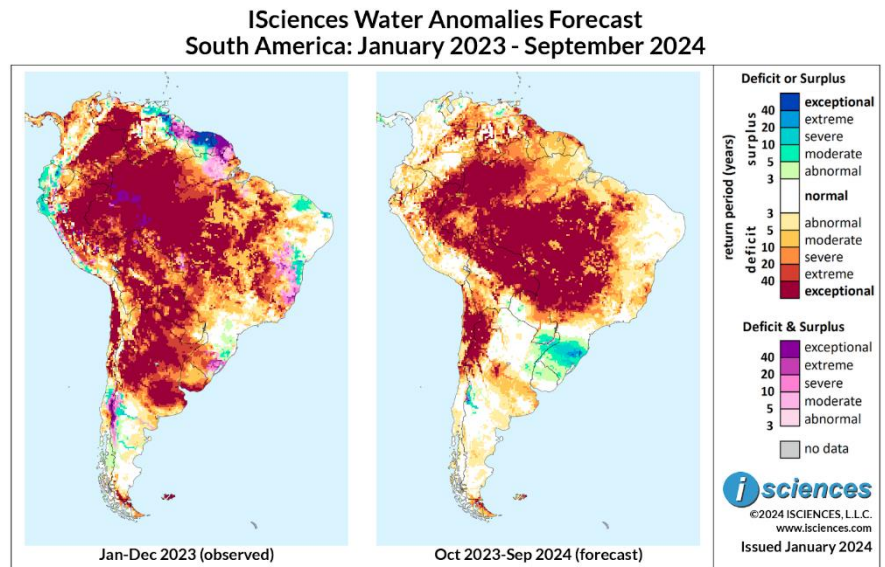 ISciences Water Anomalies Forecast
South America: January 2023 - September 2024
Deficit or Surplus
exceptional
40
extreme
20
severe
10
moderate
5
abnormal
3
normal
3
abnormal
5
moderate
10
severe
20
extreme
40
exceptional
return period (years)
surplus
deficit
Deficit & Surplus
exceptional
40
extreme
20
severe
10
moderate
5
abnormal
3
no data
i sciences
©2024 ISCIENCES, L.L.C.
www.isciences.com
Issued January 2024
Jan-Dec 2023 (observed)
Oct 2023-Sep 2024 (forecast)